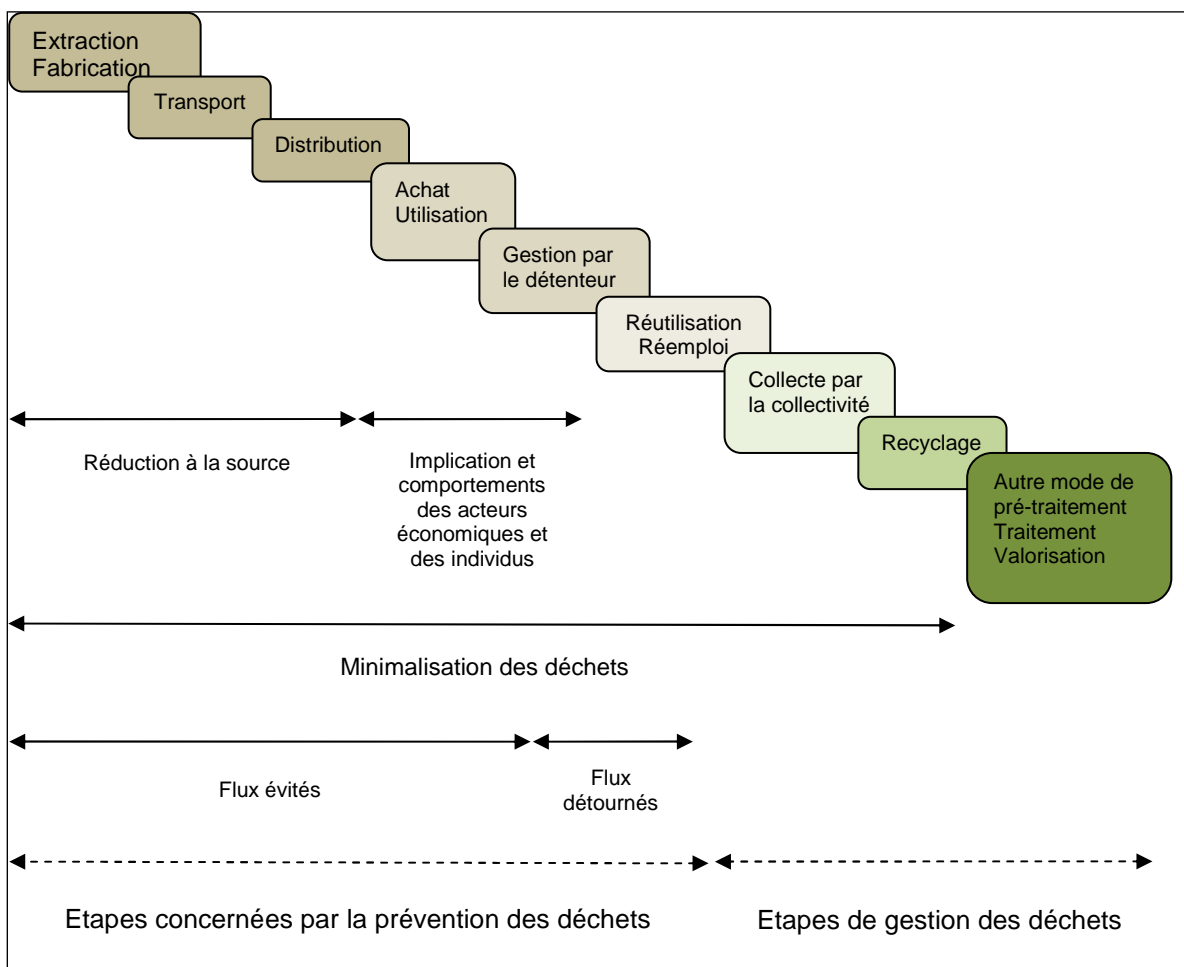 Extraction
Fabrication
Transport
Distribution
Achat
Utilisation
Gestion par
le détenteur
Réutilisation
Réemploi
Collecte par
la collectivité
Recyclage
Autre mode de
pré-traitement
Traitement
Valorisation
Réduction à la source
Implication et
comportements
des acteurs
économiques et
des individus
Minimalisation des déchets
Flux évités
Flux
détournés
Etapes concernées par la prévention des déchets
Etapes de gestion des déchets